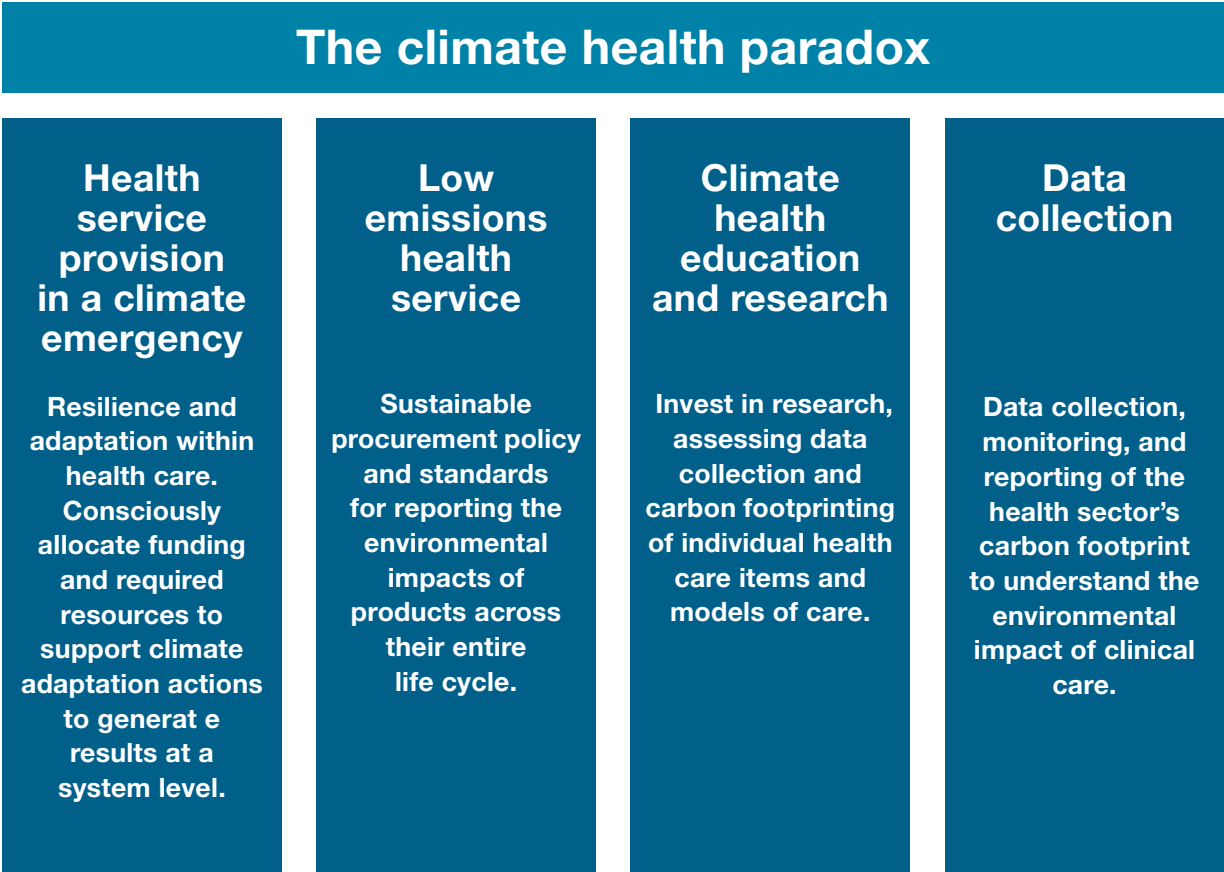 The climate health paradox
Health
service
provision
in a climate
emergency
Resilience and
adaptation within
health care.
Consciously
allocate funding
and required
resources to
support climate
adaptation actions
to generat e
results at a
system level.
Low
emissions
health
service
Sustainable
procurement policy
and standards
for reporting the
environmental
impacts of
products across
their entire
life cycle.
Climate
health
education
and research
Invest in research,
assessing data
collection and
carbon footprinting
of individual health
care items and
models of care.
Data
collection
Data collection,
monitoring, and
reporting of the
health sector’s
carbon footprint
to understand the
environmental
impact of clinical
care.